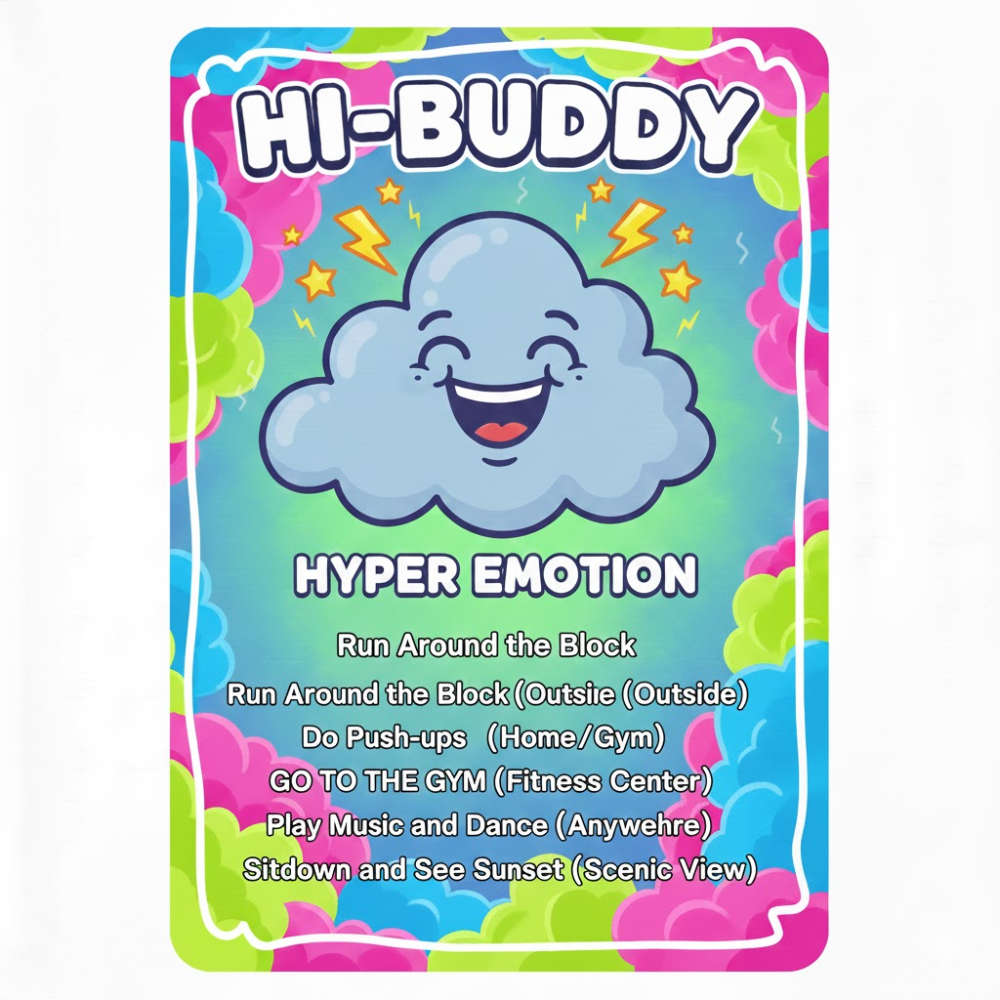 HI-BUDDY
HYPER EMOTION
Run Around the Block
Run Around the Block (Outsiıe (Outside)
Do Push-ups (Home/Gym)
GO TO THE GYM (Fitness Center)
Play Music and Dance (Anywehre)
Sitdown and See Sunset (Scenic View)